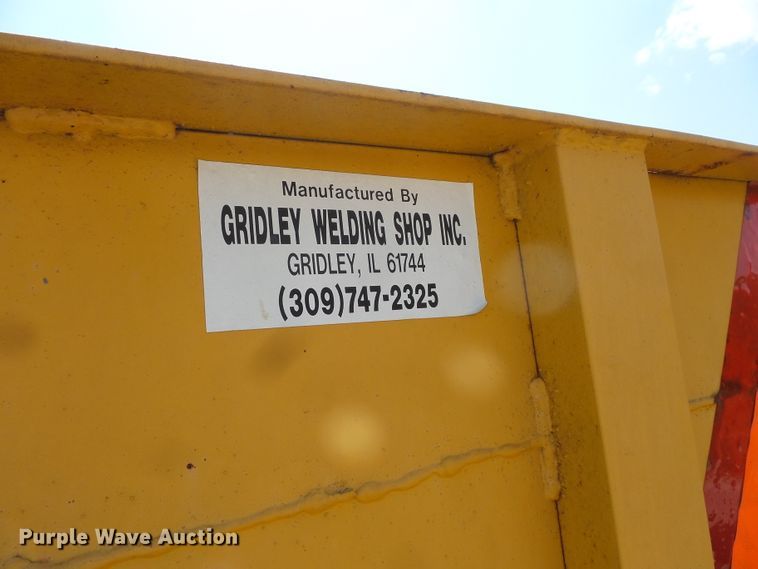 Manufactured By
GRIDLEY WELDING SHOP INC.
GRIDLEY, IL 61744
(309)747-2325
Purple Wave Auction